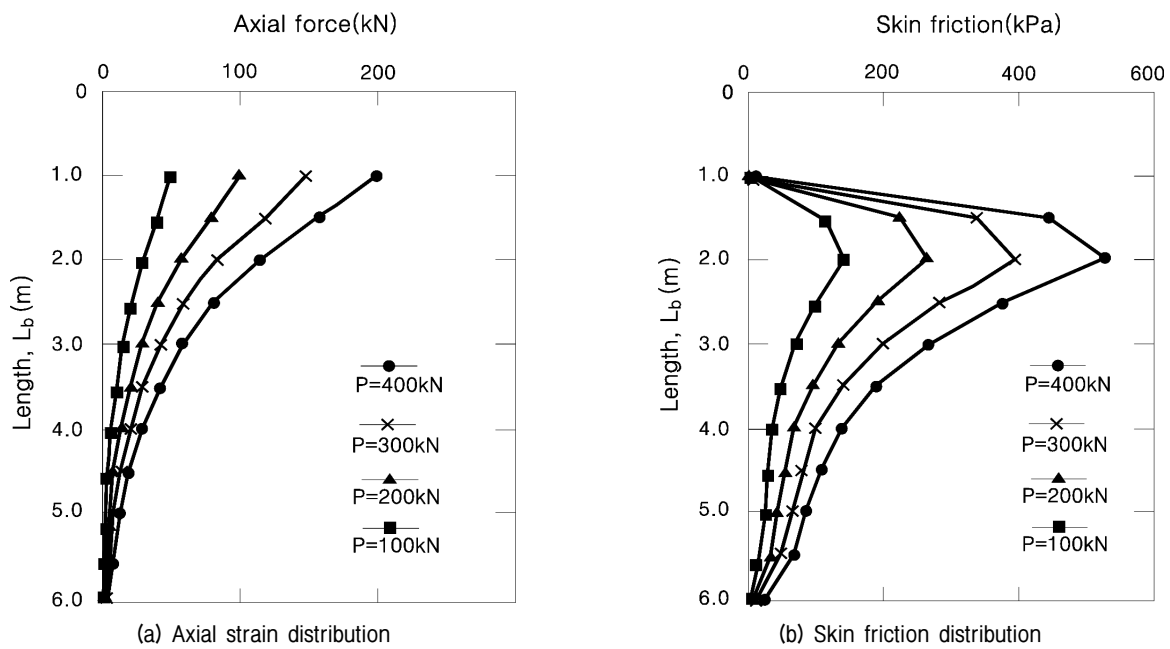 Axial force(kN)
0 100 200
0
1.0
2.0
3.0
4.0
5.0
6.0
Length, Lb(m)
P=400kN
P=300kN
P=200kN
P=100kN
(a) Axial strain distribution
Skin friction(kPa)
0 200 400 600
0
1.0
2.0
3.0
4.0
5.0
6.0
Length, Lb(m)
P=400kN
P=300kN
P=200kN
P=100kN
(b) Skin friction distribution